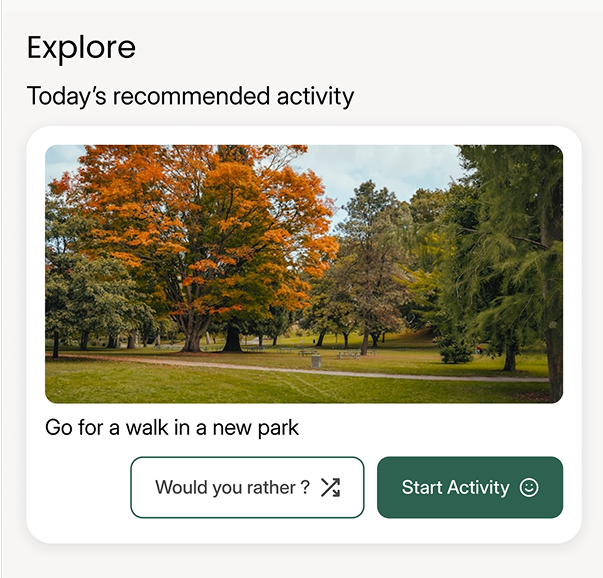 Explore
Today’s recommended activity
Go for a walk in a new park
Would you rather ?
Start Activity